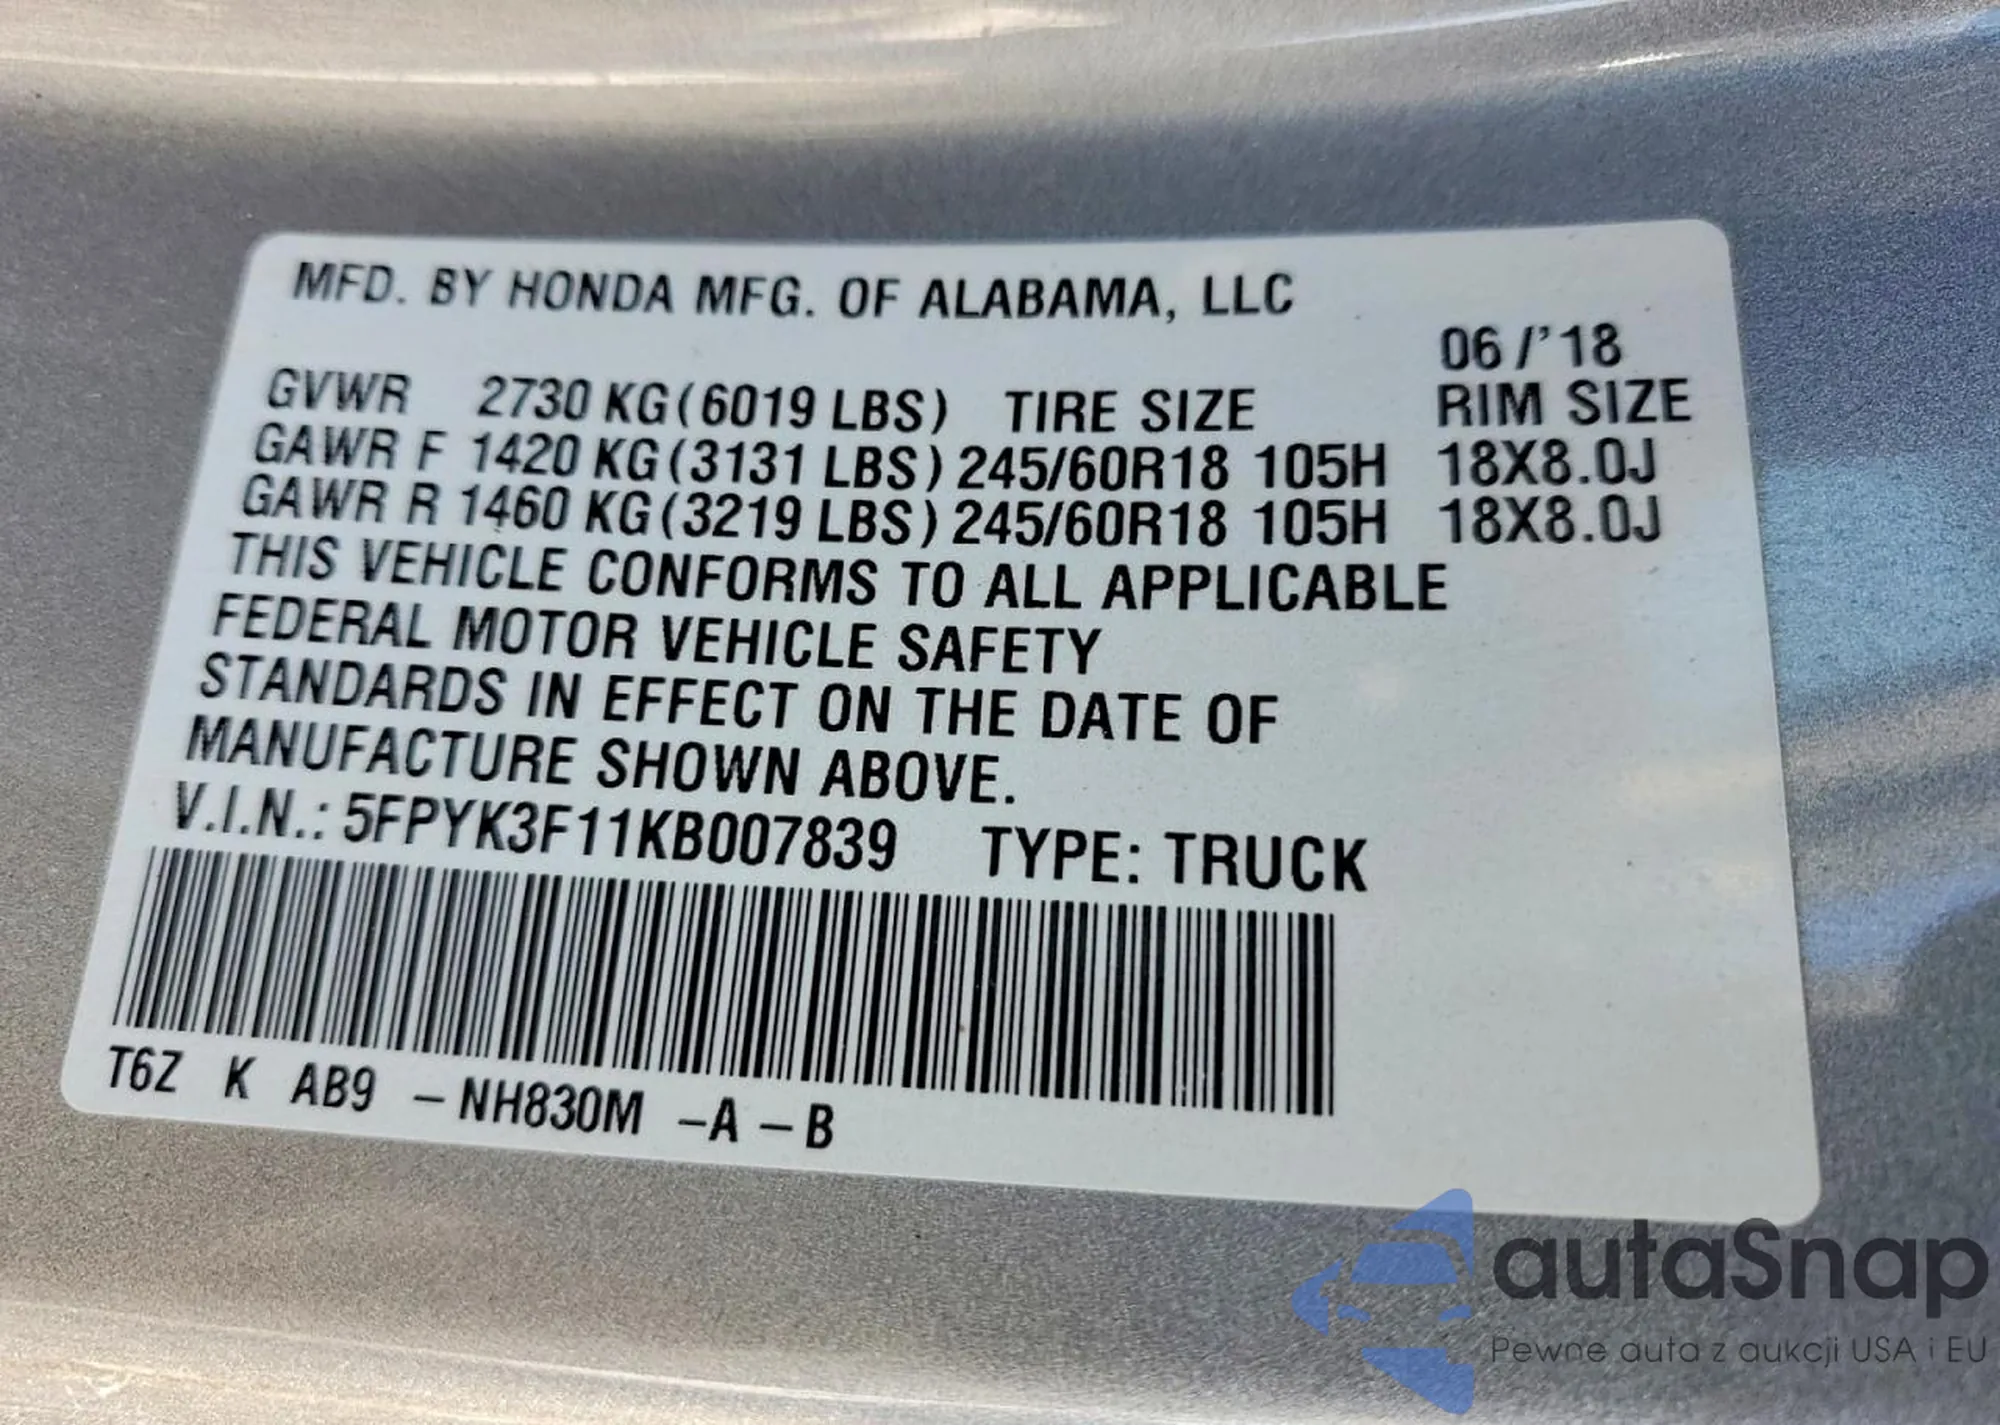 MFD. BY HONDA MFG. OF ALABAMA, LLC
06/'18
GVWR 2730 KG(6019 LBS) TIRE SIZE RIM SIZE
GAWR F 1420 KG(3131 LBS) 245/60R18 105H 18X8.0J
GAWR R 1460 KG(3219 LBS) 245/60R18 105H 18X8.0J
THIS VEHICLE CONFORMS TO ALL APPLICABLE
FEDERAL MOTOR VEHICLE SAFETY
STANDARDS IN EFFECT ON THE DATE OF
MANUFACTURE SHOWN ABOVE.
V.I.N.: 5FPYK3F11KB007839 TYPE: TRUCK
T6Z K AB9 -NH830M -A -B
autaSnap
Pewne auta z aukcji USA i EU